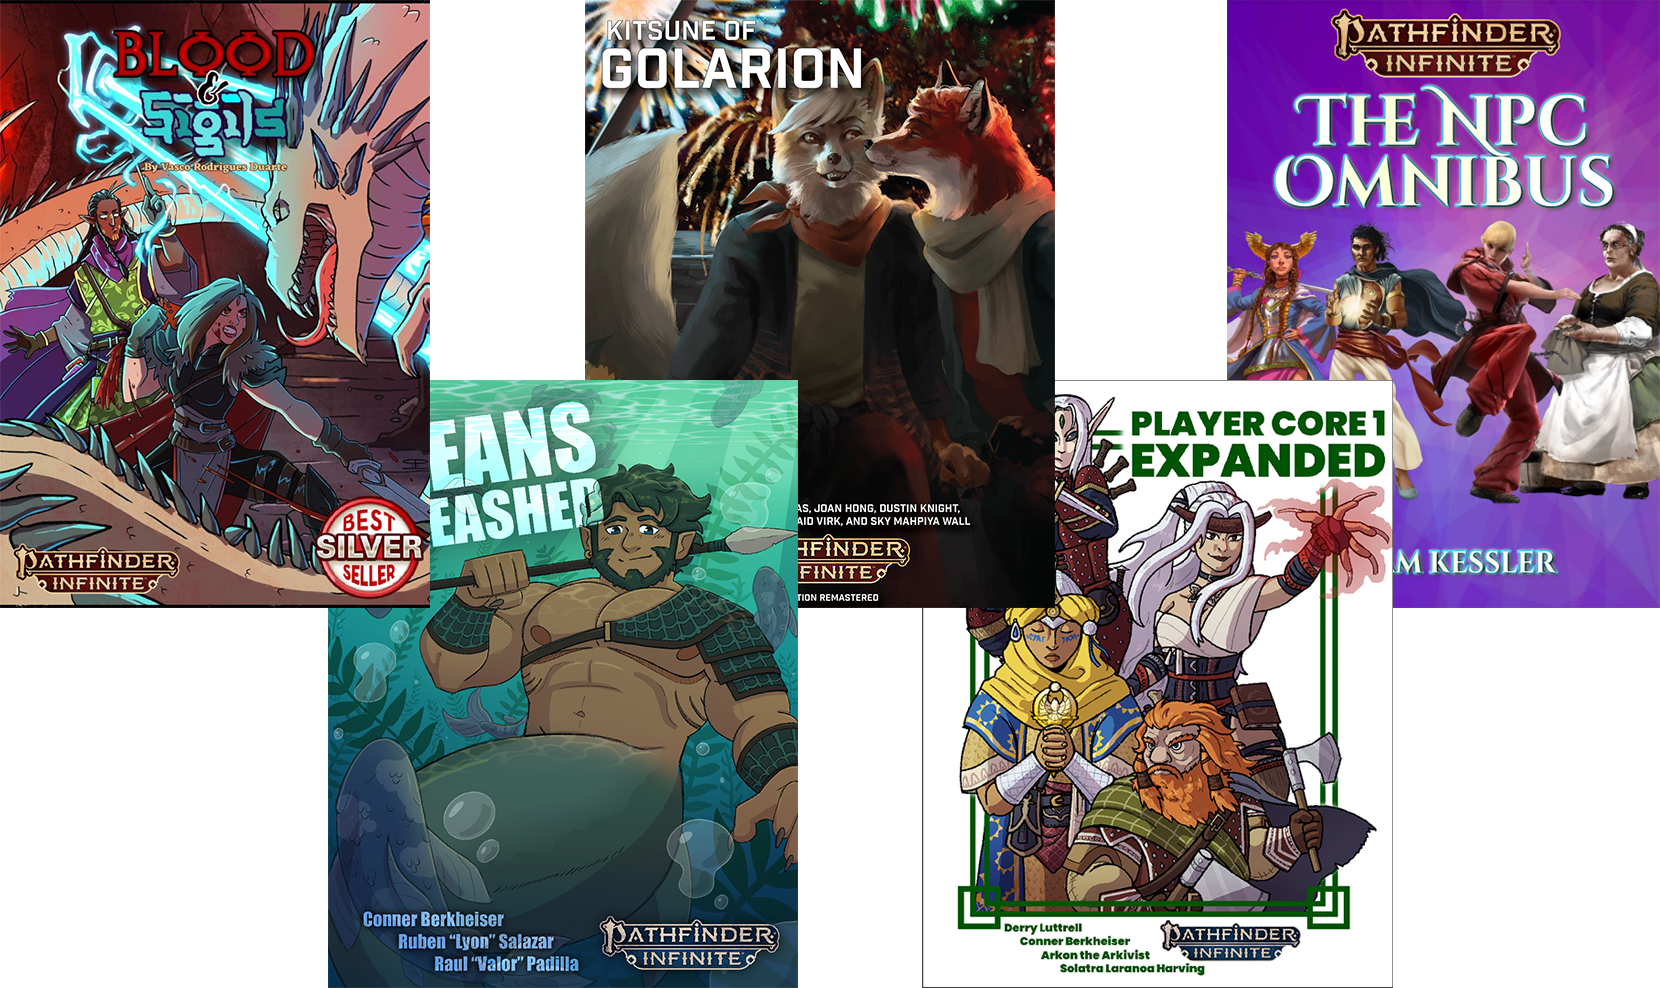 BLOOD
&
Sigils
By Vasco Rodrigues Duarte
BEST
SILVER
SELLER
PATHFINDER
INFINITE
KITSUNE OF
GOLARION
AS, JOAN HONG, DUSTIN KNIGHT,
AID VIRK, AND SKY MAHPIYA WALL
HFINDER
FINITE
TION REMASTERED
PATHFINDER
INFINITE
THE NPC
OMNIBUS
AM KESSLER
EANS
EASHED
Conner Berkheiser
Ruben “Lyon” Salazar
Raul “Valor” Padilla
PATHFINDER
INFINITE
PLAYER CORE 1
EXPANDED
Derry Luttrell
Conner Berkheiser
Arkon the Arkivist
Solatra Laranoa Harving
PATHFINDER
INFINITE